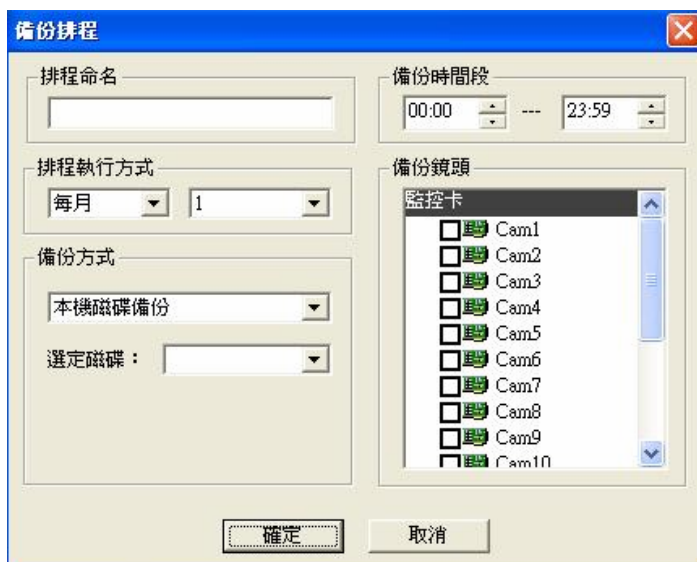 備份排程
排程命名
備份時間段
00:00 --- 23:59
排程執行方式
每月 1
備份方式
本機磁碟備份
選定磁碟：
備份鏡頭
監控卡
Cam1
Cam2
Cam3
Cam4
Cam5
Cam6
Cam7
Cam8
Cam9
Cam10
確定 取消